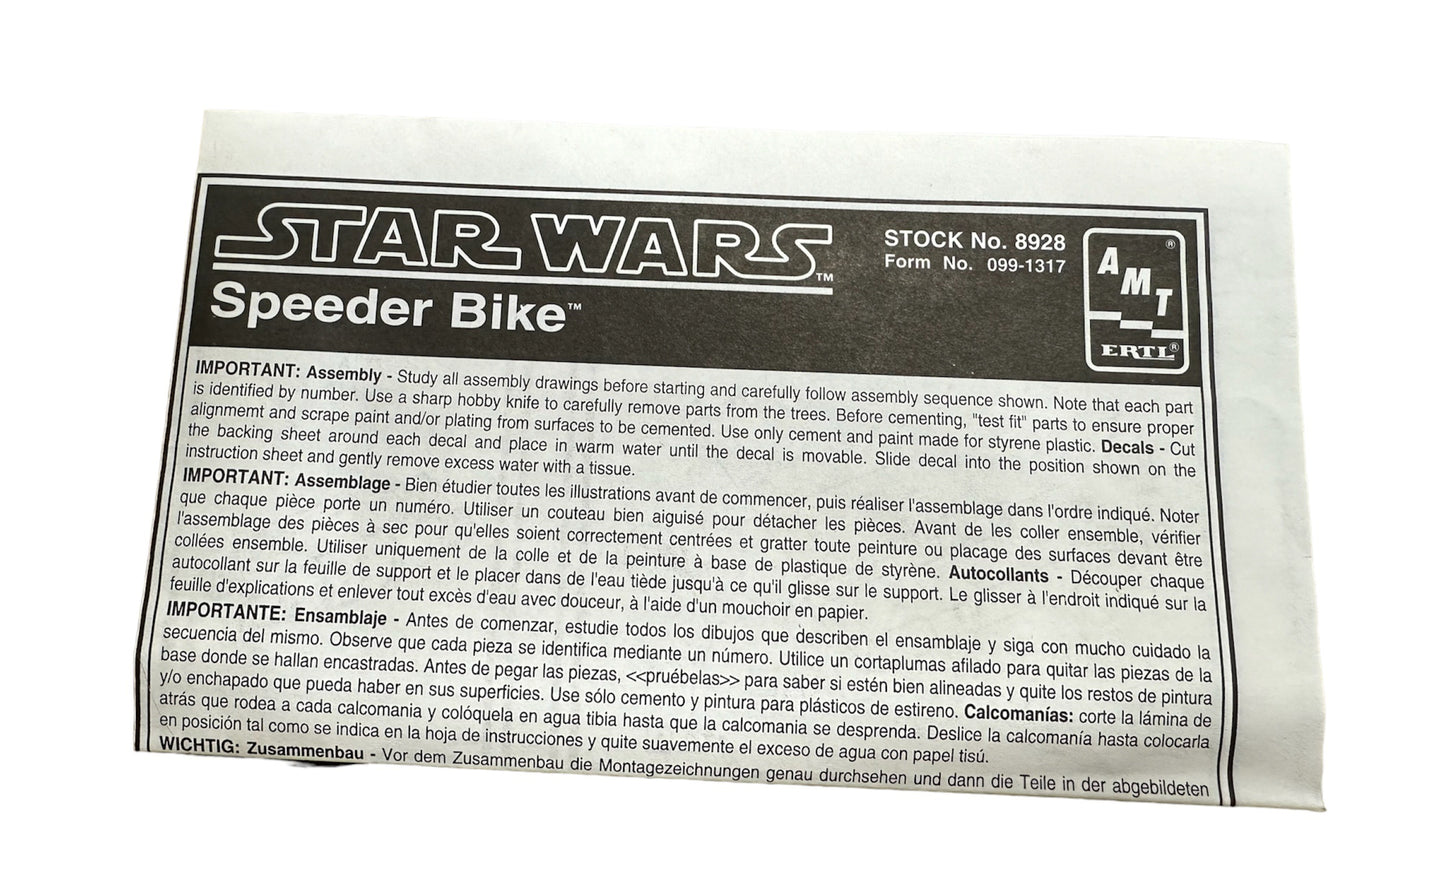 STAR WARS™
Speeder Bike™
STOCK No. 8928
Form No. 099-1317
AMT®
ERTL®
IMPORTANT: Assembly - Study all assembly drawings before starting and carefully follow assembly sequence shown. Note that each part
is identified by number. Use a sharp hobby knife to carefully remove parts from the trees. Before cementing, "test fit" parts to ensure proper
alignmemt and scrape paint and/or plating from surfaces to be cemented. Use only cement and paint made for styrene plastic. Decals - Cut
the backing sheet around each decal and place in warm water until the decal is movable. Slide decal into the position shown on the
instruction sheet and gently remove excess water with a tissue.
IMPORTANT: Assemblage - Bien étudier toutes les illustrations avant de commencer, puis réaliser l'assemblage dans l'ordre indiqué. Noter
que chaque pièce porte un numéro. Utiliser un couteau bien aiguisé pour détacher les pièces. Avant de les coller ensemble, vérifier
l'assemblage des pièces à sec pour qu'elles soient correctement centrées et gratter toute peinture ou placage des surfaces devant être
collées ensemble. Utiliser uniquement de la colle et de la peinture à base de plastique de styrène. Autocollants - Découper chaque
autocollant sur la feuille de support et le placer dans de l'eau tiède jusqu'à ce qu'il glisse sur le support. Le glisser à l'endroit indiqué sur la
feuille d'explications et enlever tout excès d'eau avec douceur, à l'aide d'un mouchoir en papier.
IMPORTANTE: Ensamblaje - Antes de comenzar, estudie todos los dibujos que describen el ensamblaje y siga con mucho cuidado la
secuencia del mismo. Observe que cada pieza se identifica mediante un número. Utilice un cortaplumas afilado para quitar las piezas de la
base donde se hallan encastradas. Antes de pegar las piezas, <<pruébelas>> para saber si estén bien alineadas y quite los restos de pintura
y/o enchapado que pueda haber en sus superficies. Use sólo cemento y pintura para plásticos de estireno. Calcomanías: corte la lámina de
atrás que rodea a cada calcomania y colóquela en agua tibia hasta que la calcomania se desprenda. Deslice la calcomanía hasta colocarla
en posición tal como se indica en la hoja de instrucciones y quite suavemente el exceso de agua con papel tisú.
WICHTIG: Zusammenbau - Vor dem Zusammenbau die Montagezeichnungen genau durchsehen und dann die Teile in der abgebildeten